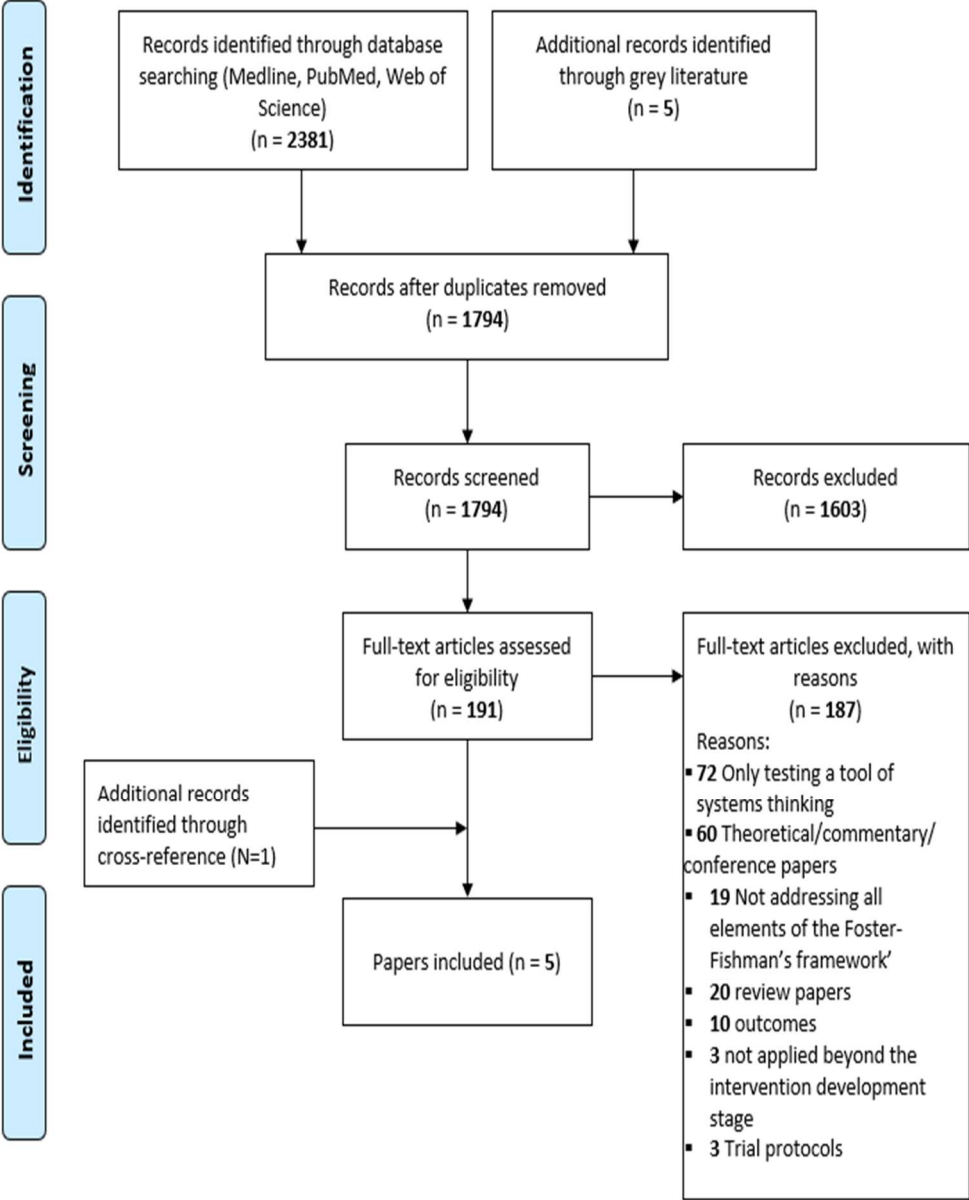 Identification
Records identified through database
searching (Medline, PubMed, Web of
Science)
(n = 2381)
Additional records identified
through grey literature
(n = 5)
Records after duplicates removed
(n = 1794)
Screening
Records screened
(n = 1794)
Records excluded
(n = 1603)
Eligibility
Full-text articles assessed
for eligibility
(n = 191)
Full-text articles excluded, with
reasons
(n = 187)
Reasons:
▪72 Only testing a tool of
systems thinking
▪60 Theoretical/commentary/
conference papers
▪ 19 Not addressing all
elements of the Foster-
Fishman's framework'
▪ 20 review papers
▪ 10 outcomes
▪ 3 not applied beyond the
intervention development
stage
▪ 3 Trial protocols
Additional records
identified through
cross-reference (N=1)
Included
Papers included (n = 5)